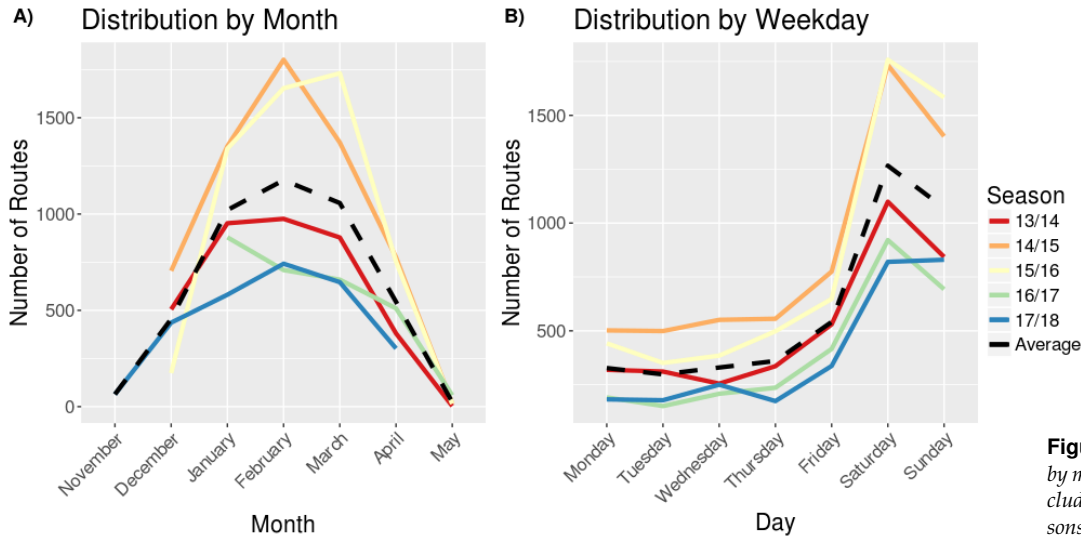 A) Distribution by Month
Number of Routes
1500
1000
500
0
November
December
January
February
March
April
May
Month
B) Distribution by Weekday
Number of Routes
1500
1000
500
Monday
Tuesday
Wednesday
Thursday
Friday
Saturday
Sunday
Day
Season
13/14
14/15
15/16
16/17
17/18
Average
Figu
by m
clud
sons